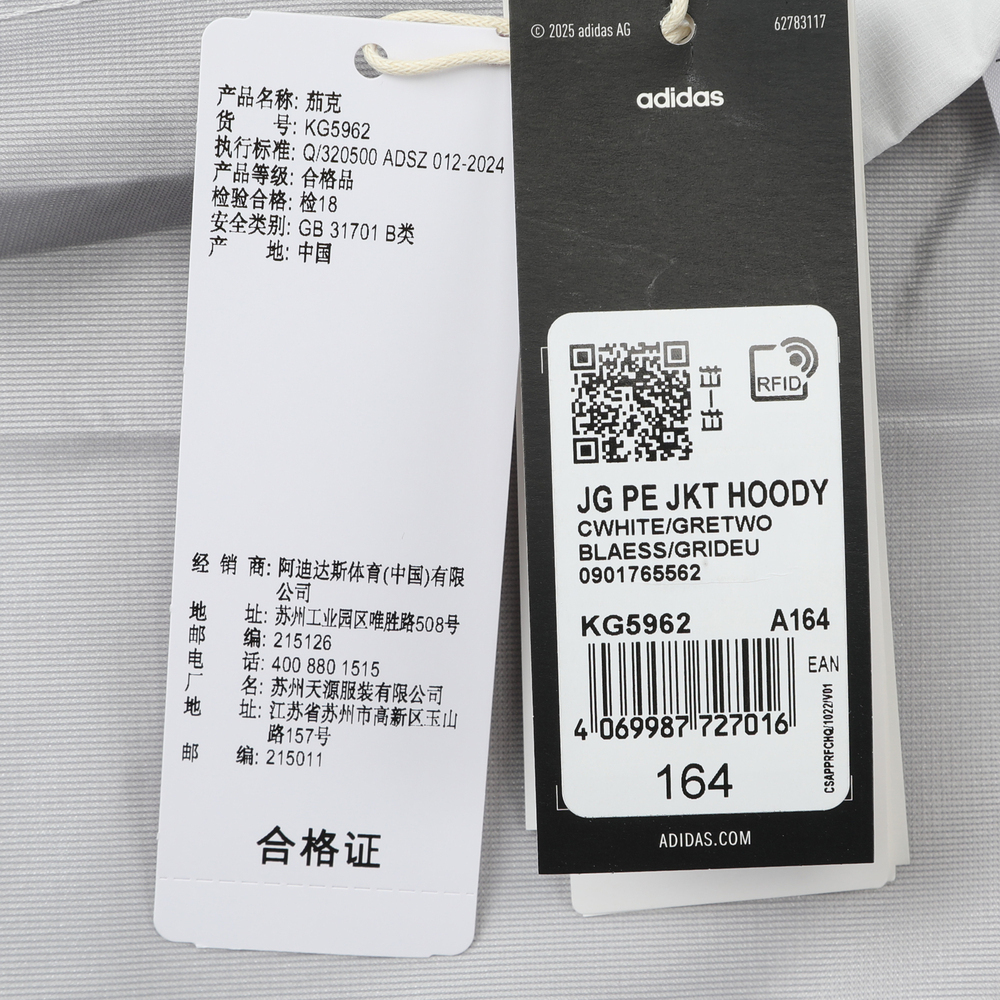 产品名称: 茄克
货 号: KG5962
执行标准: Q/320500 ADSZ 012-2024
产品等级: 合格品
检验合格: 检18
安全类别: GB 31701 B类
产 地: 中国
经 销 商: 阿迪达斯体育(中国)有限
公司
地 址: 苏州工业园区唯胜路508号
邮 编: 215126
电 话: 400 880 1515
厂 名: 苏州天源服装有限公司
地 址: 江苏省苏州市高新区玉山
路157号
邮 编: 215011
合格证
© 2025 adidas AG
62783117
adidas
扫一扫
RFID
JG PE JKT HOODY
CWHITE/GRETWO
BLAESS/GRIDEU
0901765562
KG5962 A164
EAN
4 069987 727016
CSAPPRFCHQ/1022/V01
164
ADIDAS.COM